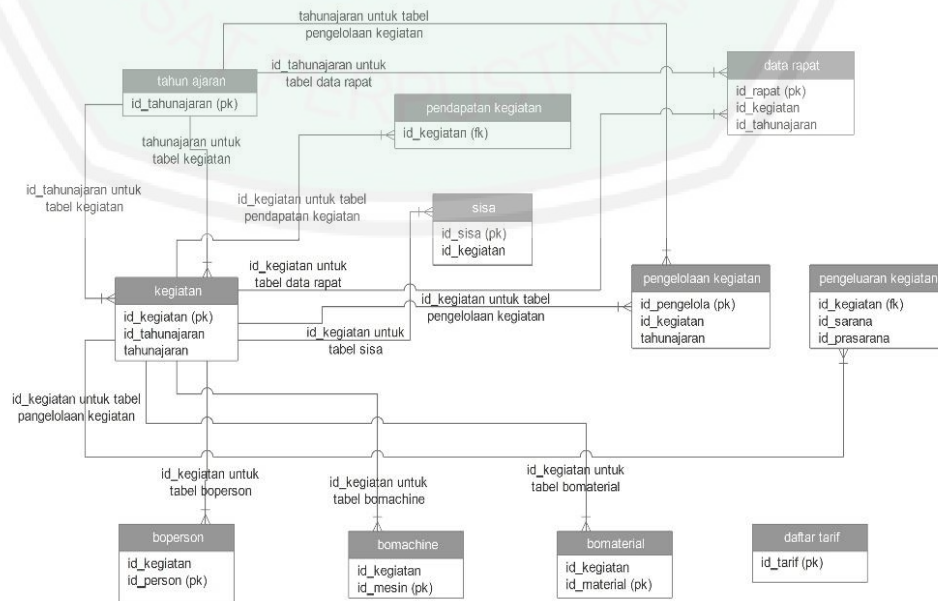 SAT PERPUSTAKAAN
tahunajaran untuk tabel
pengelolaan kegiatan
id_tahunajaran untuk
tabel data rapat
tahun ajaran
id_tahunajaran (pk)
data rapat
id_rapat (pk)
id_kegiatan
id_tahunajaran
pendapatan kegiatan
id_kegiatan (fk)
tahunajaran untuk
tabel kegiatan
id_tahunajaran untuk
tabel kegiatan
id_kegiatan untuk tabel
pendapatan kegiatan
sisa
id_sisa (pk)
id_kegiatan
id_kegiatan untuk
tabel data rapat
kegiatan
id_kegiatan (pk)
id_tahunajaran
tahunajaran
id_kegiatan untuk tabel
pengelolaan kegiatan
id_kegiatan untuk
tabel sisa
pengelolaan kegiatan
id_pengelola (pk)
id_kegiatan
tahunajaran
pengeluaran kegiatan
id_kegiatan (fk)
id_sarana
id_prasarana
id_kegiatan untuk tabel
pangelolaan kegiatan
id_kegiatan untuk
tabel boperson
id_kegiatan untuk
tabel bomachine
id_kegiatan untuk
tabel bomaterial
boperson
id_kegiatan
id_person (pk)
bomachine
id_kegiatan
id_mesin (pk)
bomaterial
id_kegiatan
id_material (pk)
daftar tarif
id_tarif (pk)